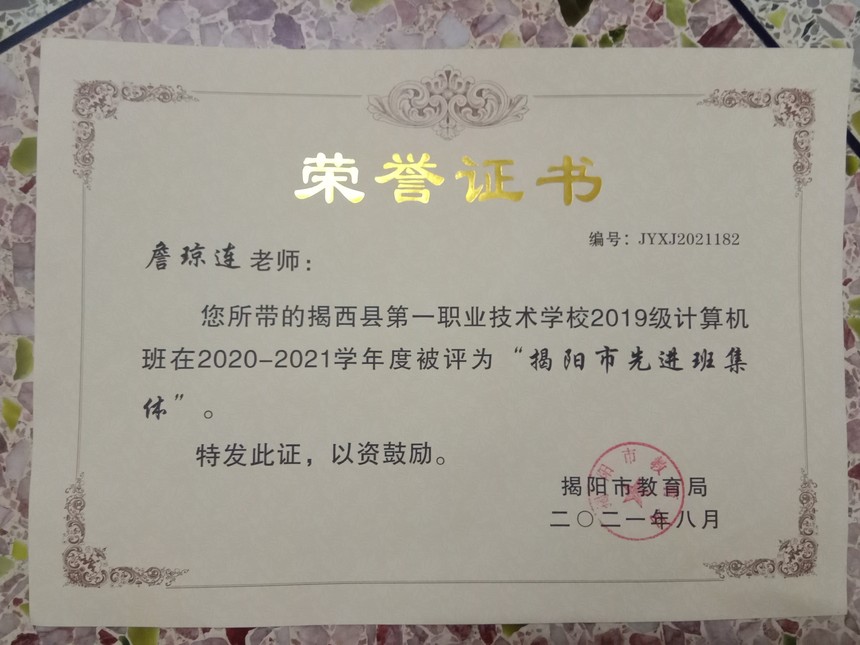 荣誉证书
编号：JYXJ2021182
詹琼连 老师：
您所带的揭西县第一职业技术学校2019级计算机
班在2020-2021学年度被评为“揭阳市先进班集
体”。
特发此证，以资鼓励。
揭阳市教育局
二〇二一年八月